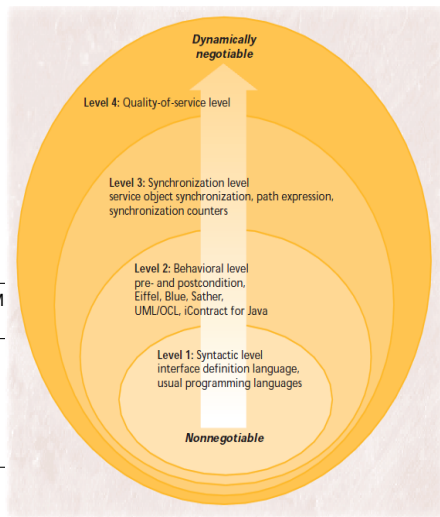 Dynamically
negotiable
Level 4: Quality-of-service level
Level 3: Synchronization level
service object synchronization, path expression,
synchronization counters
Level 2: Behavioral level
pre- and postcondition,
Eiffel, Blue, Sather,
UML/OCL, iContract for Java
M
Level 1: Syntactic level
interface definition language,
usual programming languages
Nonnegotiable